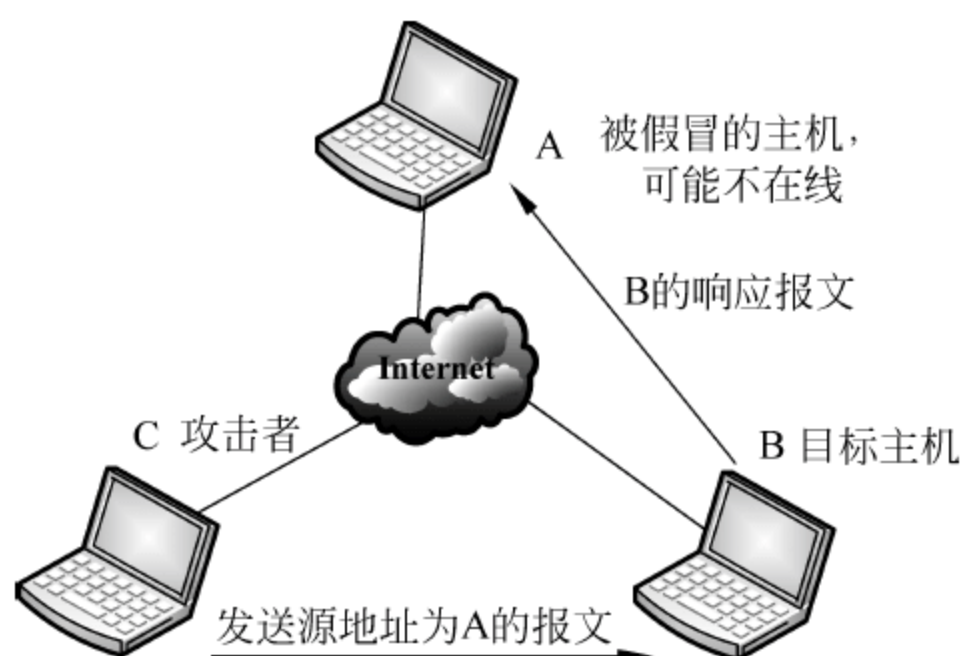 A 被假冒的主机，
可能不在线
B的响应报文
Internet
C 攻击者
B 目标主机
发送源地址为A的报文